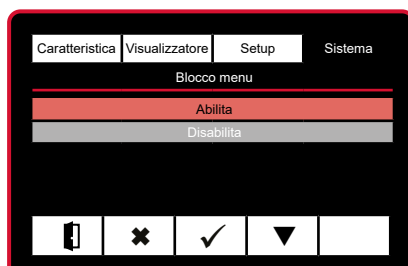 Caratteristica Visualizzatore Setup Sistema
Blocco menu
Abilita
Disabilita